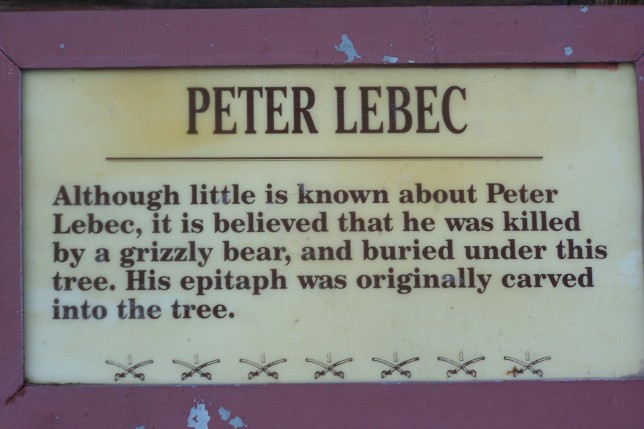 PETER LEBEC
Although little is known about Peter
Lebec, it is believed that he was killed
by a grizzly bear, and buried under this
tree. His epitaph was originally carved
into the tree.